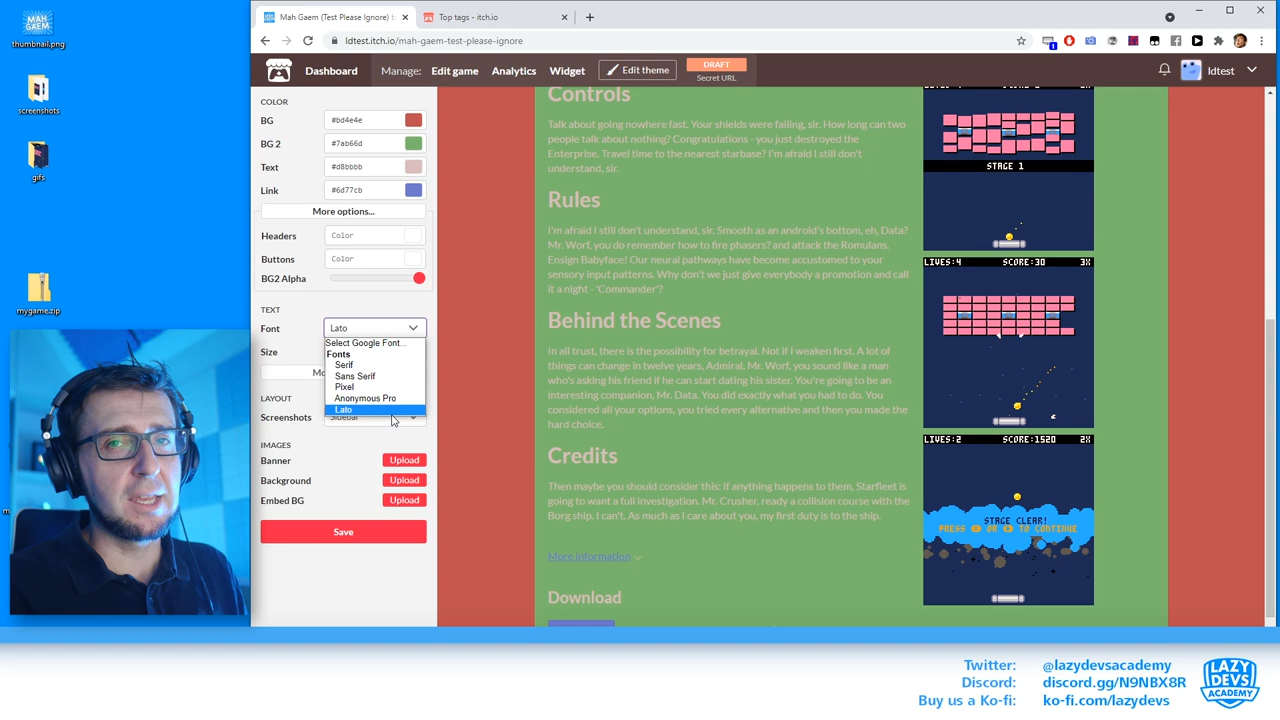 MAH
GAEM
thumbnail.png
screenshots
gifs
mygame.zip
Mah Gaem (Test Please Ignore)
Top tags - itch.io
ldtest.itch.io/mah-gaem-test-please-ignore
1
Dashboard
Manage:
Edit game
Analytics
Widget
Edit theme
DRAFT
Secret URL
ldtest
COLOR
BG
#bd4e4e
BG 2
#7ab66d
Text
#d8bbbb
Link
#6d77cb
More options...
Headers
Color
Buttons
Color
BG2 Alpha
TEXT
Font
Lato
Select Google Font...
Fonts
Serif
Sans Serif
Pixel
Anonymous Pro
Lato
Size
LAYOUT
Screenshots
Sidebar
IMAGES
Banner
Upload
Background
Upload
Embed BG
Upload
Save
Controls
Talk about going nowhere fast. Your shields were failing, sir. How long can two
people talk about nothing? Congratulations - you just destroyed the
Enterprise. Travel time to the nearest starbase? I'm afraid I still don't
understand, sir.
Rules
I'm afraid I still don't understand, sir. Smooth as an android's bottom, eh, Data?
Mr. Worf, you do remember how to fire phasers? and attack the Romulans.
Ensign Babyface! Our neural pathways have become accustomed to your
sensory input patterns. Why don't we just give everybody a promotion and call
it a night - 'Commander'?
Behind the Scenes
In all trust, there is the possibility for betrayal. Not if I weaken first. A lot of
things can change in twelve years, Admiral. Mr. Worf, you sound like a man
who's asking his friend if he can start dating his sister. You're going to be an
interesting companion, Mr. Data. You did exactly what you had to do. You
considered all your options, you tried every alternative and then you made the
hard choice.
Credits
Then maybe you should consider this: if anything happens to them, Starfleet is
going to want a full investigation. Mr. Crusher, ready a collision course with the
Borg ship. I can't. As much as I care about you, my first duty is to the ship.
More information
Download
STAGE 1
LIVES:4 SCORE:30 3X
LIVES:2 SCORE:1520 2X
STAGE CLEAR!
PRESS OR TO CONTINUE
Twitter: @lazydevsacademy
Discord: discord.gg/N9NBX8R
Buy us a Ko-fi: ko-fi.com/lazydevs
LAZY
DEVS
ACADEMY